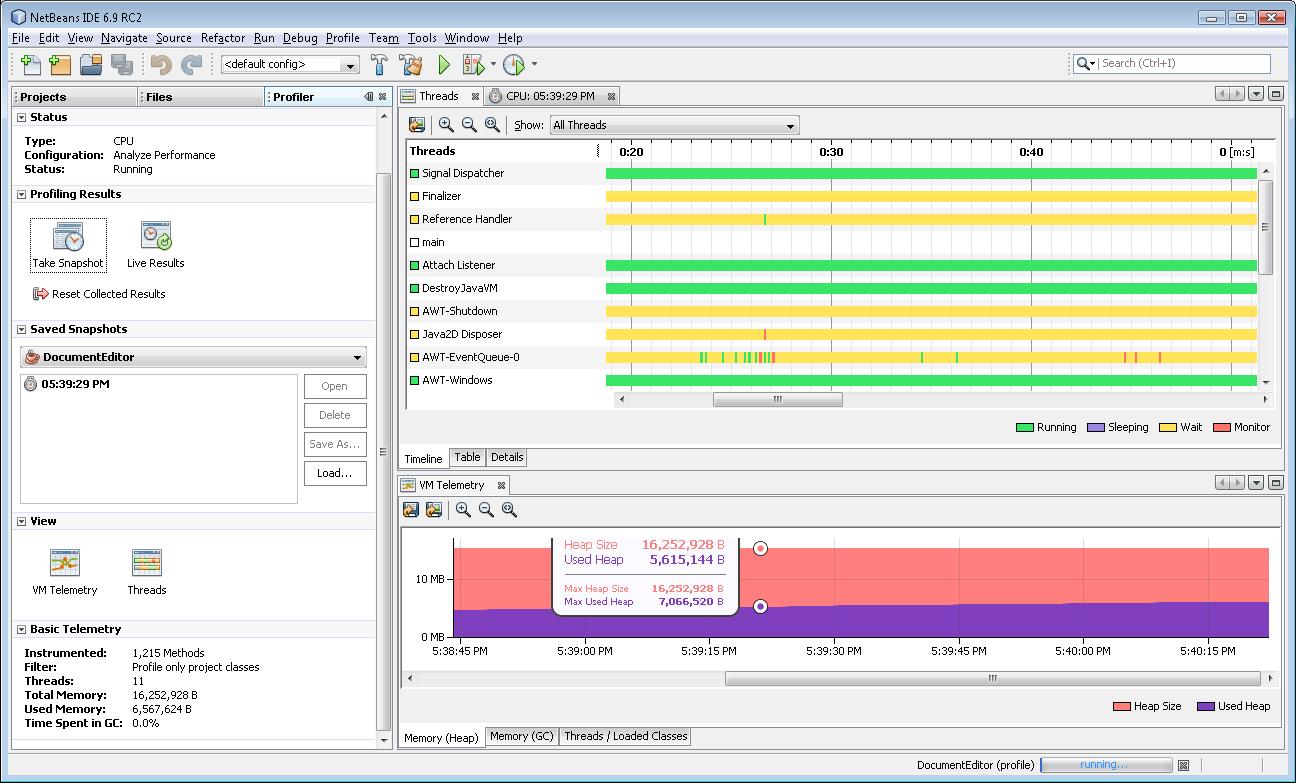 NetBeans IDE 6.9 RC2
File Edit View Navigate Source Refactor Run Debug Profile Team Tools Window Help
<default config>
Search (Ctrl+I)
Projects
Files
Profiler
Status
Type: CPU
Configuration: Analyze Performance
Status: Running
Profiling Results
Take Snapshot
Live Results
Reset Collected Results
Saved Snapshots
DocumentEditor
05:39:29 PM
Open
Delete
Save As...
Load...
View
VM Telemetry
Threads
Basic Telemetry
Instrumented: 1,215 Methods
Filter: Profile only project classes
Threads: 11
Total Memory: 16,252,928 B
Used Memory: 6,567,624 B
Time Spent in GC: 0.0%
Threads
CPU: 05:39:29 PM
Show: All Threads
Threads 0:20 0:30 0:40 0 [m:s]
Signal Dispatcher
Finalizer
Reference Handler
main
Attach Listener
DestroyJavaVM
AWT-Shutdown
Java2D Disposer
AWT-EventQueue-0
AWT-Windows
Running Sleeping Wait Monitor
Timeline Table Details
VM Telemetry
Heap Size 16,252,928 B
Used Heap 5,615,144 B
Max Heap Size 16,252,928 B
Max Used Heap 7,066,520 B
10 MB
0 MB
5:38:45 PM 5:39:00 PM 5:39:15 PM 5:39:30 PM 5:39:45 PM 5:40:00 PM 5:40:15 PM
Heap Size Used Heap
Memory (Heap) Memory (GC) Threads / Loaded Classes
DocumentEditor (profile) running...